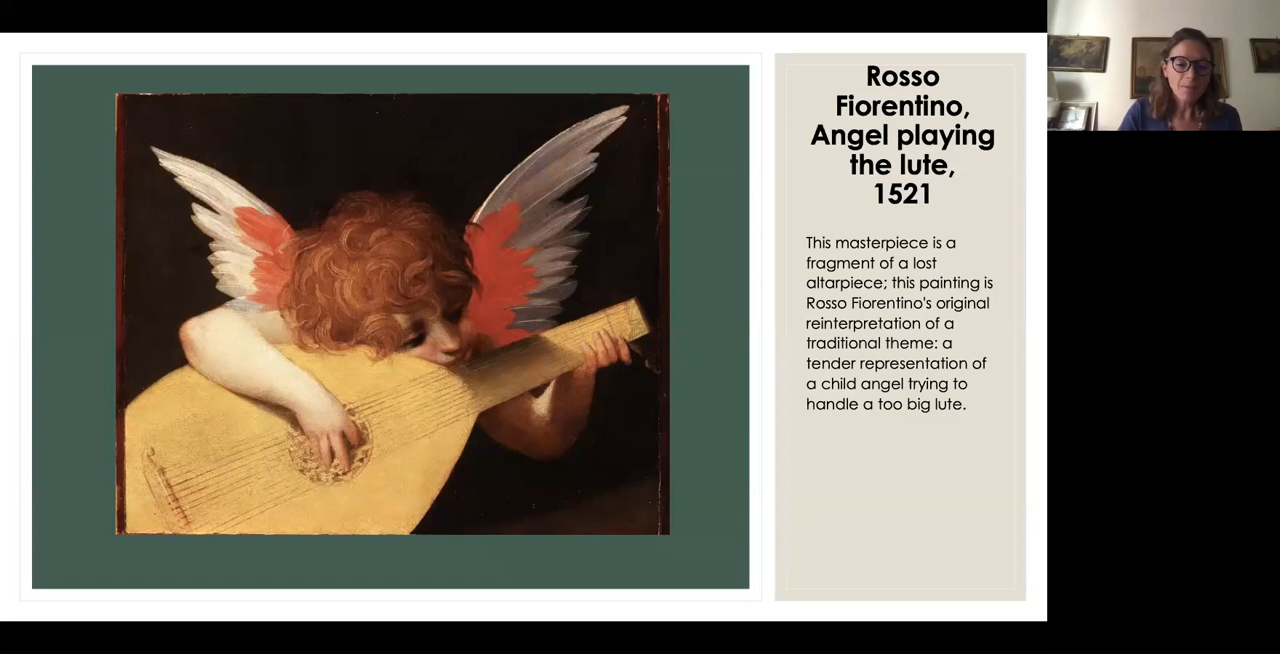 Rosso
Fiorentino,
Angel playing
the lute,
1521
This masterpiece is a
fragment of a lost
altarpiece; this painting is
Rosso Fiorentino's original
reinterpretation of a
traditional theme: a
tender representation of
a child angel trying to
handle a too big lute.